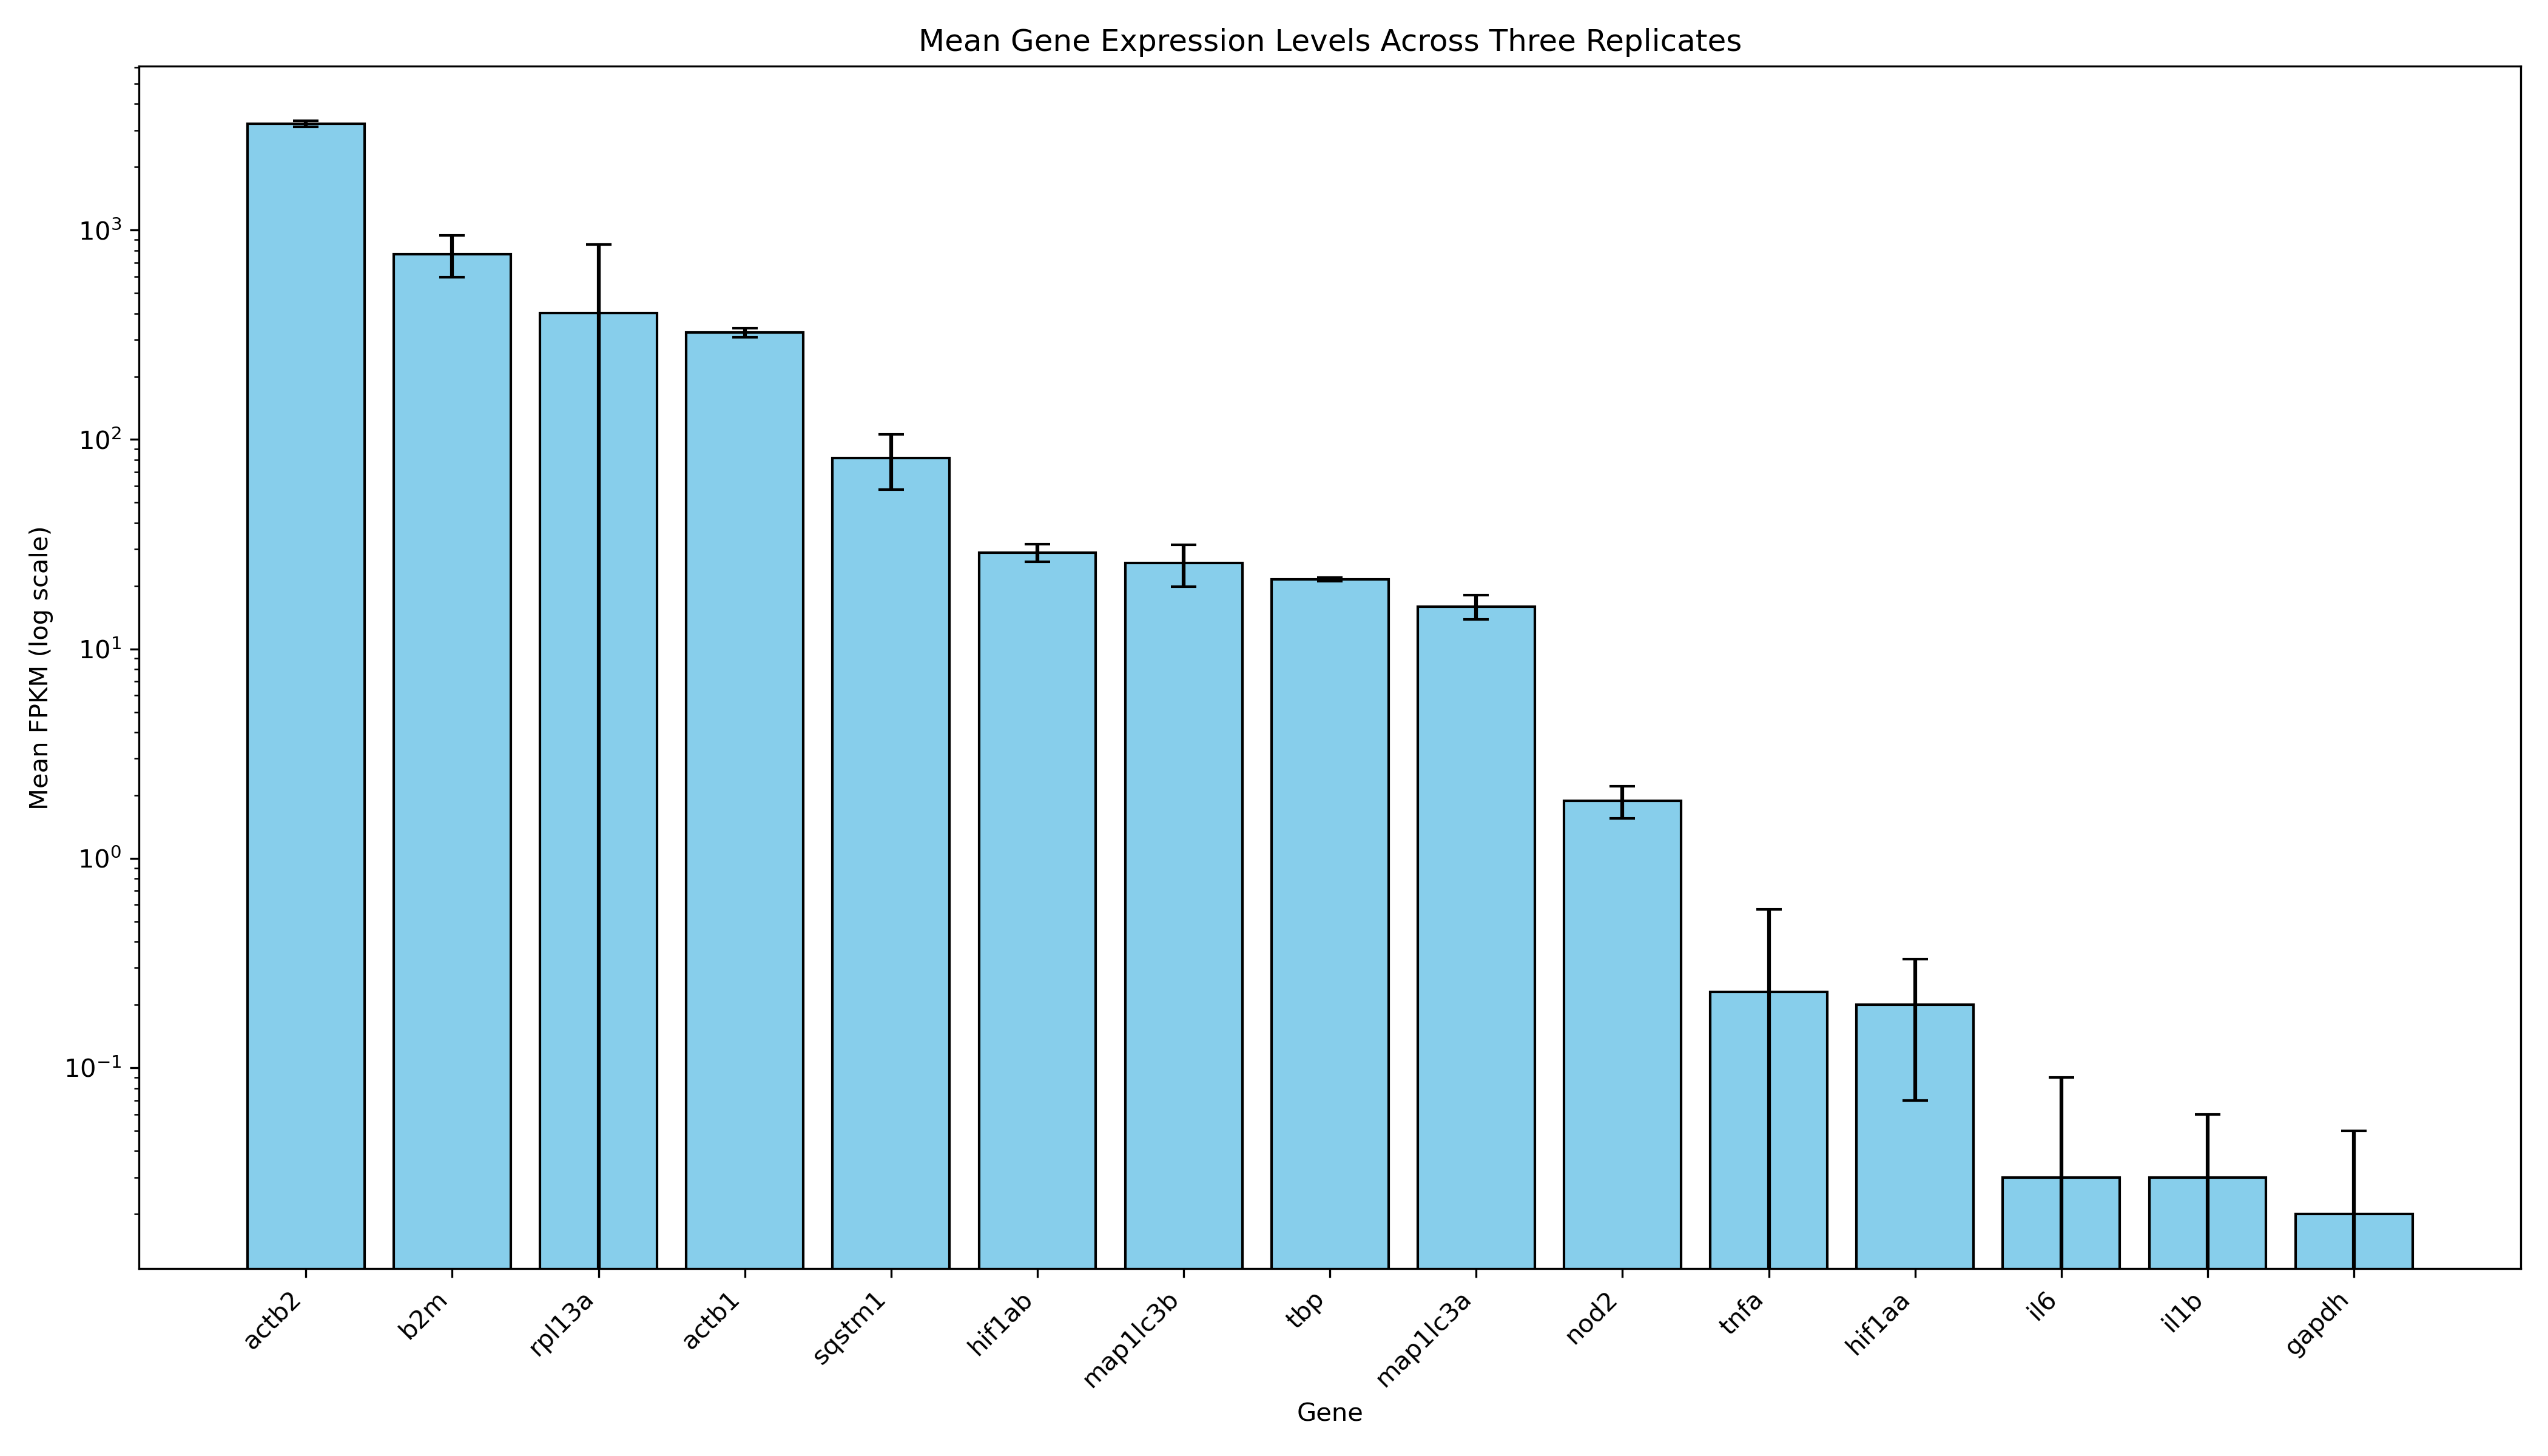 Mean Gene Expression Levels Across Three Replicates
Mean FPKM (log scale)
10³
10²
10¹
10⁰
10⁻¹
actb2
b2m
rpl13a
actb1
sqstm1
hif1ab
map1lc3b
tbp
map1lc3a
nod2
tnfa
hif1aa
il6
il1b
gapdh
Gene